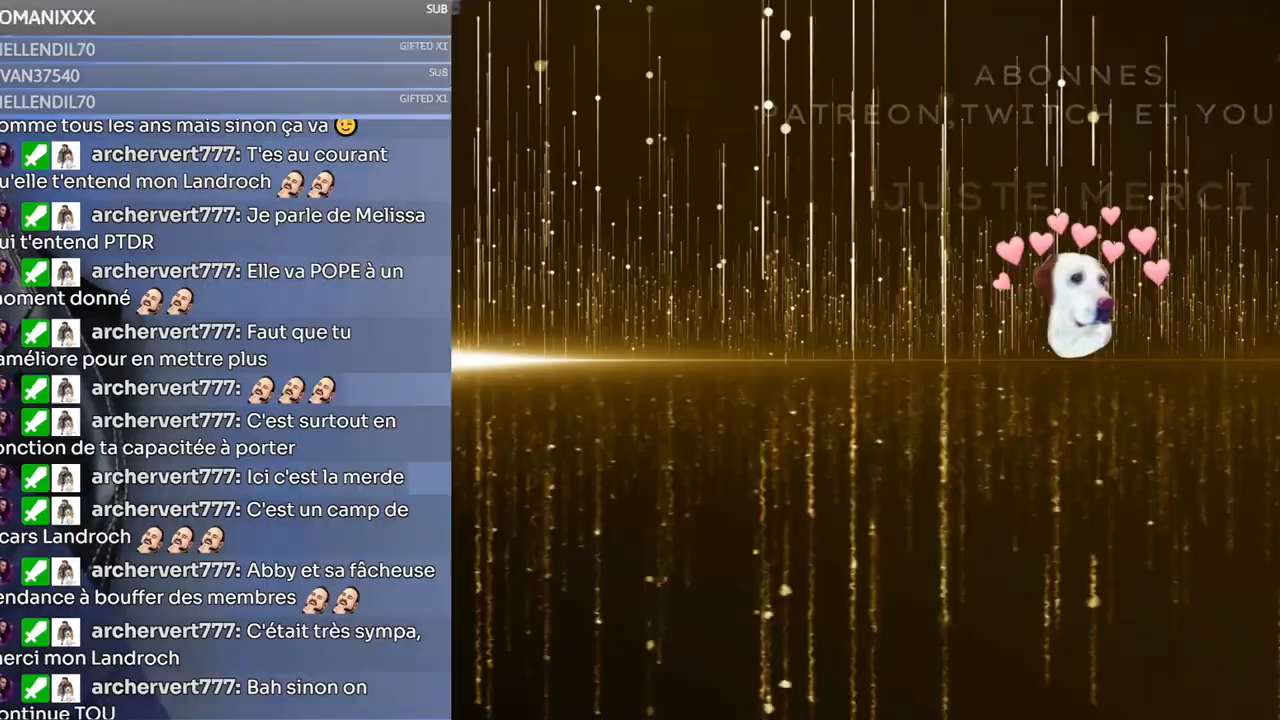 OMANIXXX SUB
ELLENDIL70 GIFTED X1
VAN37540 SUB
ELLENDIL70 GIFTED X1
omme tous les ans mais sinon ça va
archervert777: T'es au courant
u'elle t'entend mon Landroch
archervert777: Je parle de Melissa
ui t'entend PTDR
archervert777: Elle va POPE à un
moment donné
archervert777: Faut que tu
améliore pour en mettre plus
archervert777:
archervert777: C'est surtout en
onction de ta capacitée à porter
archervert777: Ici c'est la merde
archervert777: C'est un camp de
cars Landroch
archervert777: Abby et sa fâcheuse
endance à bouffer des membres
archervert777: C'était très sympa,
merci mon Landroch
archervert777: Bah sinon on
continue TOU
ABONNES
PATREON,TWITCH ET YOU
JUSTE MERCI